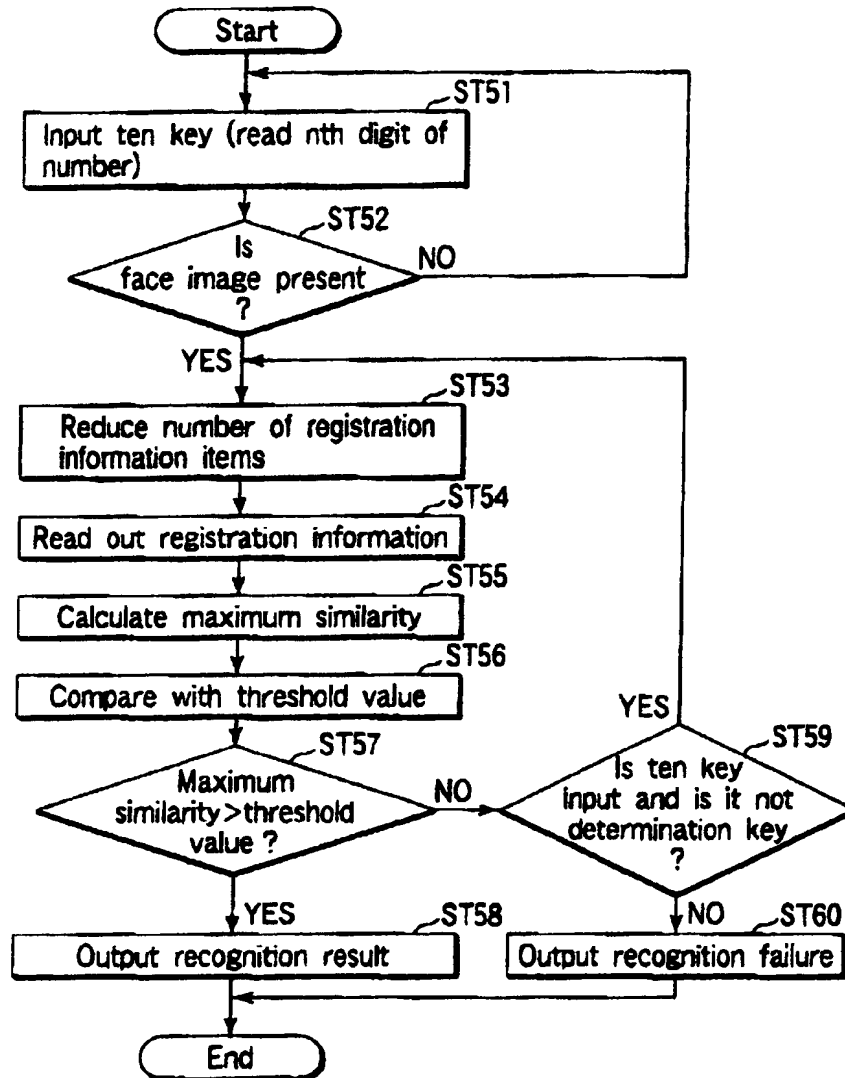 Start
ST51
Input ten key (read nth digit of
number)
ST52
Is
face image present
?
NO
YES
ST53
Reduce number of registration
information items
ST54
Read out registration information
ST55
Calculate maximum similarity
ST56
Compare with threshold value
ST57
Maximum
similarity>threshold
value ?
NO
YES
ST59
Is ten key
input and is it not
determination key
?
YES
ST58
Output recognition result
NO
ST60
Output recognition failure
End